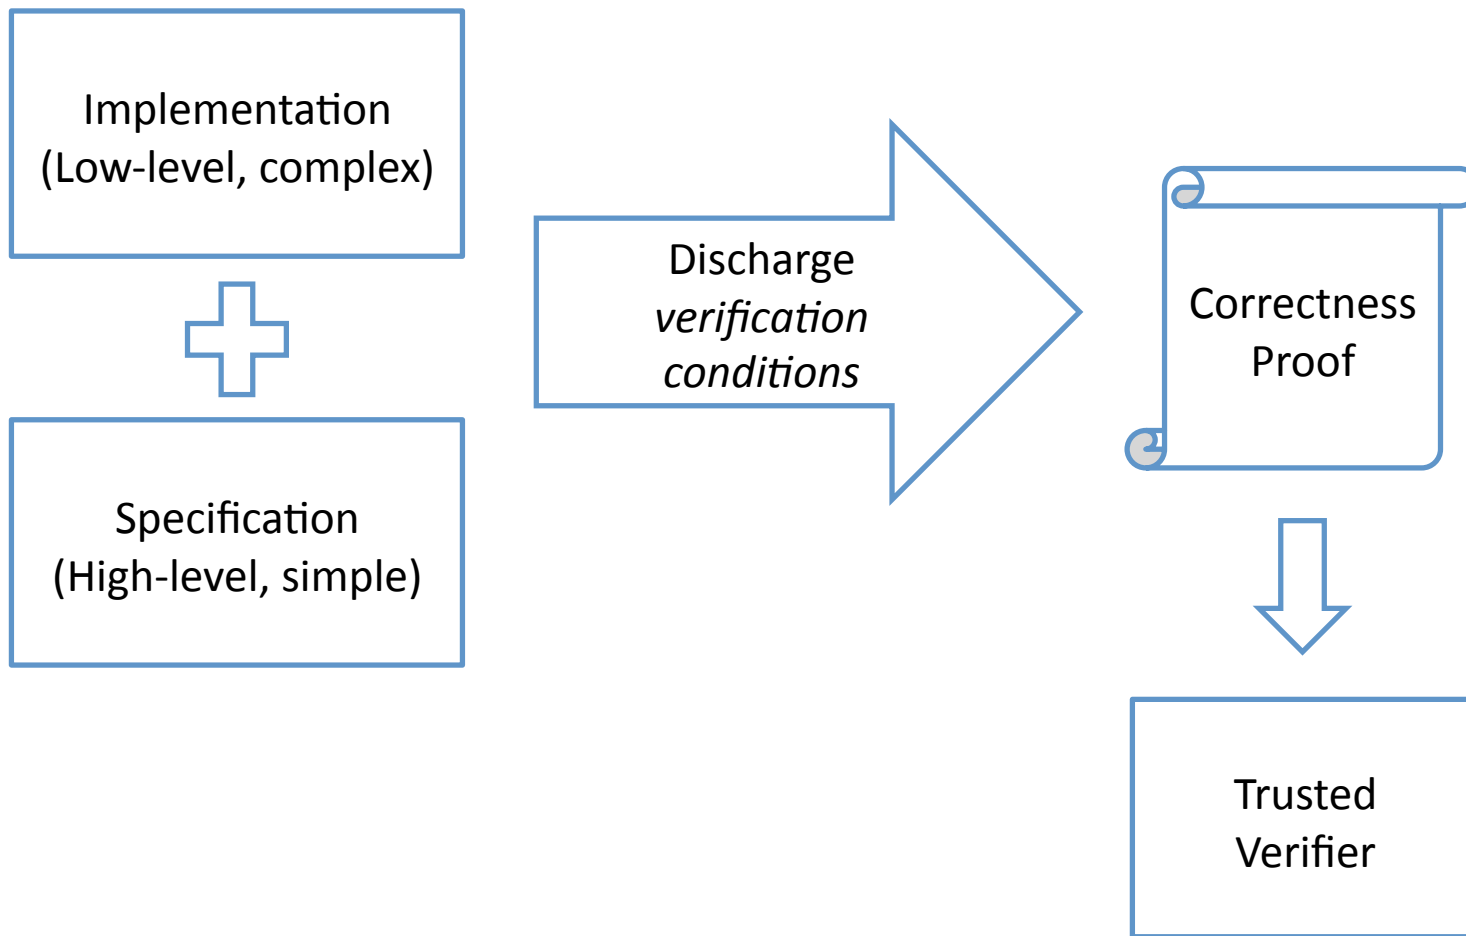 Implementation
(Low-level, complex)
Specification
(High-level, simple)
Discharge
verification
conditions
Correctness
Proof
Trusted
Verifier